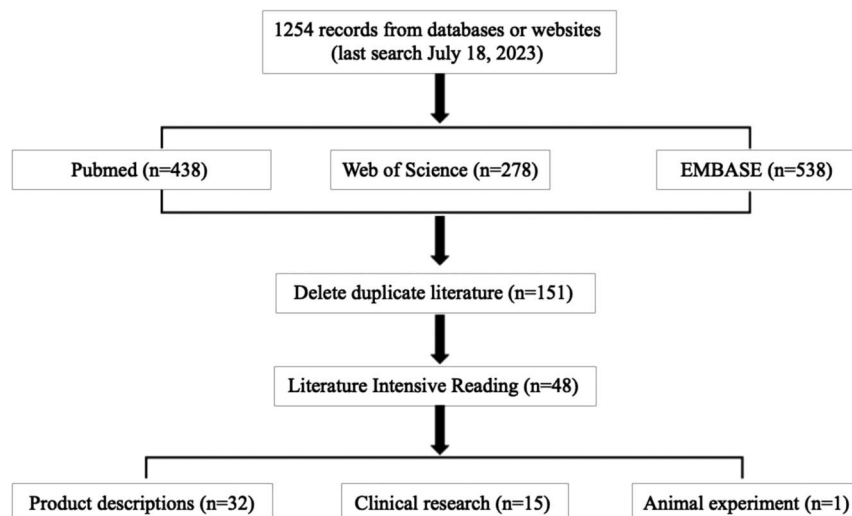 1254 records from databases or websites
(last search July 18, 2023)
Pubmed (n=438)
Web of Science (n=278)
EMBASE (n=538)
Delete duplicate literature (n=151)
Literature Intensive Reading (n=48)
Product descriptions (n=32)
Clinical research (n=15)
Animal experiment (n=1)